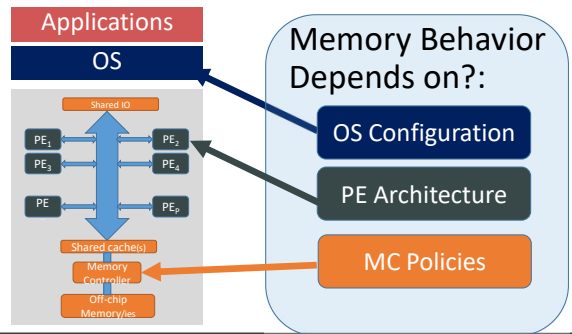 Applications
OS
Shared IO
PE1
PE2
PE3
PE4
PE
PEP
Shared cache(s)
Memory
Controller
Off-chip
Memory/ies
Memory Behavior
Depends on?:
OS Configuration
PE Architecture
MC Policies